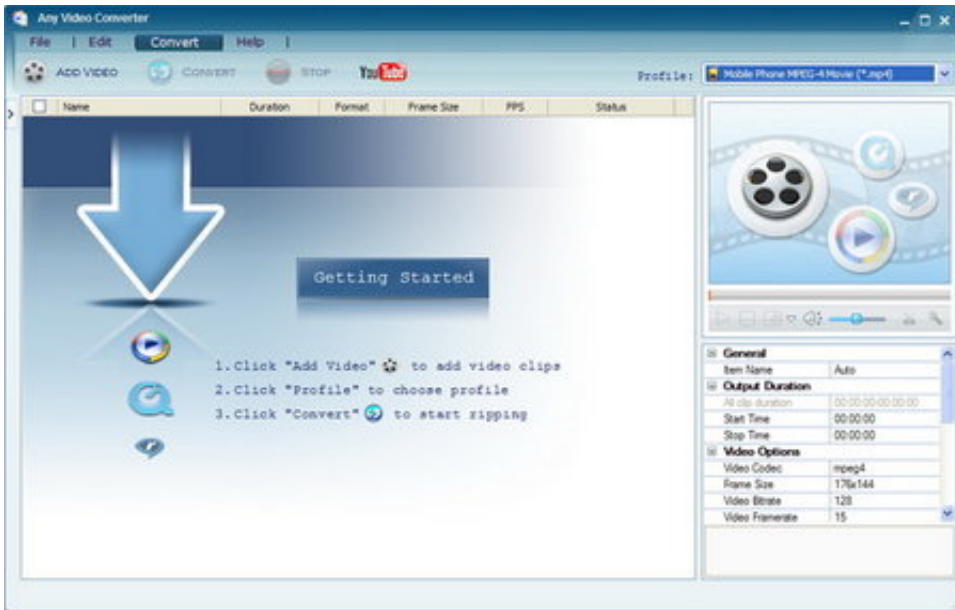 Any Video Converter
File | Edit Convert Help |
ADD VIDEO CONVERT STOP YouTube Profile: Mobile Phone MPEG-4 Movie (*.mp4)
Name Duration Format Frame Size FPS Status
Getting Started
1.Click "Add Video" to add video clips
2.Click "Profile" to choose profile
3.Click "Convert" to start ripping
General
Item Name Auto
Output Duration
All clip duration 00:00:00-00:00:00
Start Time 00:00:00
Stop Time 00:00:00
Video Options
Video Codec mpeg4
Frame Size 176x144
Video Bitrate 128
Video Framerate 15